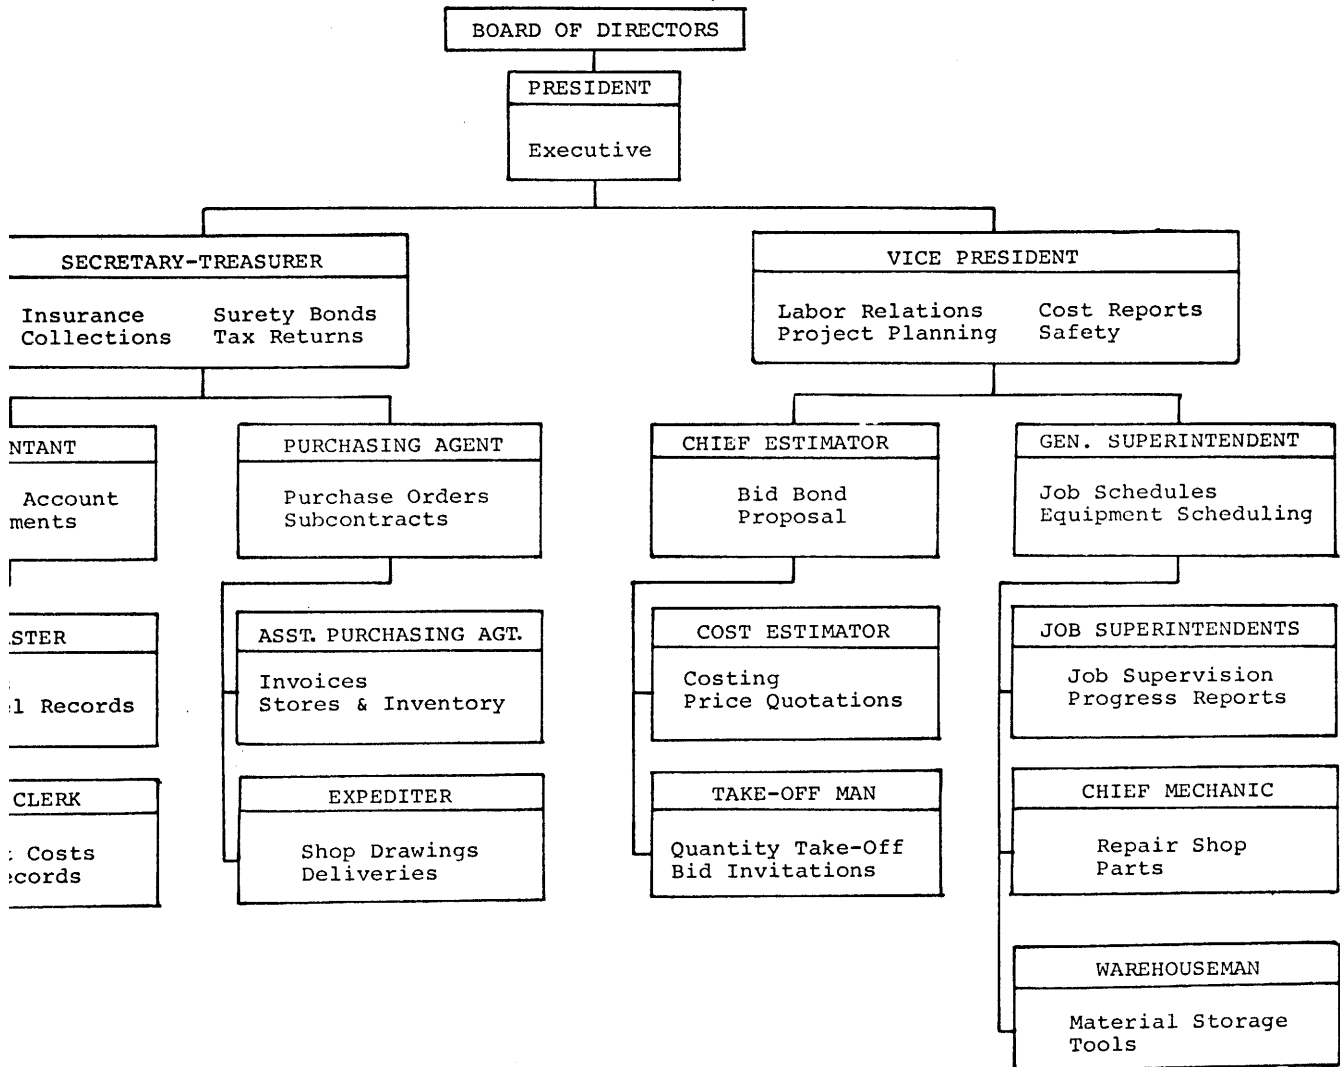 BOARD OF DIRECTORS
PRESIDENT
Executive
SECRETARY-TREASURER
Insurance Surety Bonds
Collections Tax Returns
VICE PRESIDENT
Labor Relations Cost Reports
Project Planning Safety
NTANT
Account
ments
PURCHASING AGENT
Purchase Orders
Subcontracts
CHIEF ESTIMATOR
Bid Bond
Proposal
GEN. SUPERINTENDENT
Job Schedules
Equipment Scheduling
STER
l Records
ASST. PURCHASING AGT.
Invoices
Stores & Inventory
COST ESTIMATOR
Costing
Price Quotations
JOB SUPERINTENDENTS
Job Supervision
Progress Reports
CLERK
Costs
ecords
EXPEDITER
Shop Drawings
Deliveries
TAKE-OFF MAN
Quantity Take-Off
Bid Invitations
CHIEF MECHANIC
Repair Shop
Parts
WAREHOUSEMAN
Material Storage
Tools